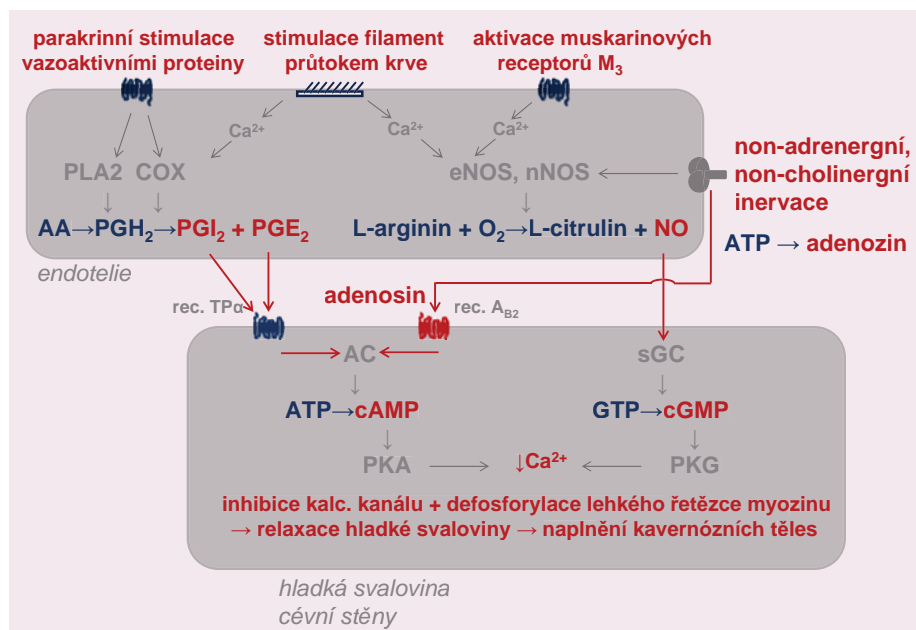 parakrinní stimulace
vazoaktivními proteiny
stimulace filament
průtokem krve
aktivace muskarinových
receptorů M₃
Ca²⁺
Ca²⁺
Ca²⁺
PLA2 COX
eNOS, nNOS
non-adrenergní,
non-cholinergní
inervace
AA→PGH₂→PGI₂ + PGE₂
L-arginin + O₂→L-citrulin + NO
ATP → adenozin
endotelie
rec. TPα
adenosin
rec. A_B2
AC
sGC
ATP→cAMP
GTP→cGMP
PKA
↓Ca²⁺
PKG
inhibice kalc. kanálu + defosforylace lehkého řetězce myozinu
→ relaxace hladké svaloviny → naplnění kavernózních těles
hladká svalovina
cévní stěny